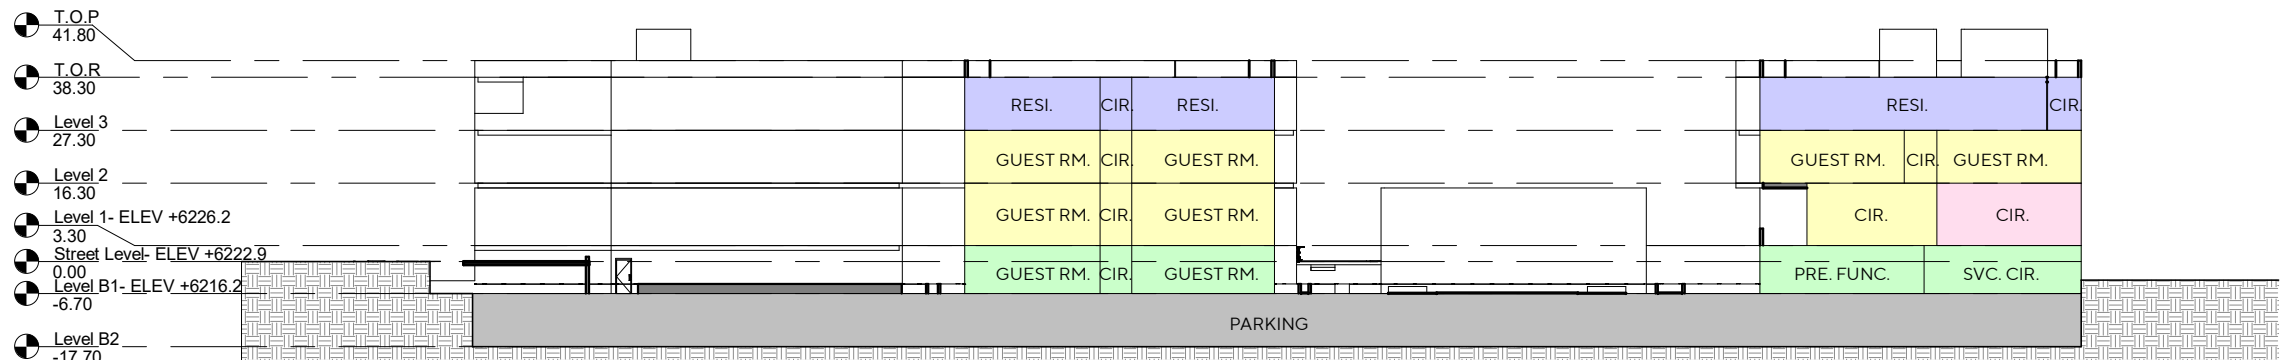 T.O.P
41.80
T.O.R
38.30
RESI.
CIR.
RESI.
RESI.
CIR.
Level 3
27.30
GUEST RM.
CIR.
GUEST RM.
GUEST RM.
CIR.
GUEST RM.
Level 2
16.30
Level 1- ELEV +6226.2
3.30
GUEST RM.
CIR.
GUEST RM.
CIR.
CIR.
Street Level- ELEV +6222.9
0.00
Level B1- ELEV +6216.2
-6.70
GUEST RM.
CIR.
GUEST RM.
PRE. FUNC.
SVC. CIR.
PARKING
Level B2
-17.70